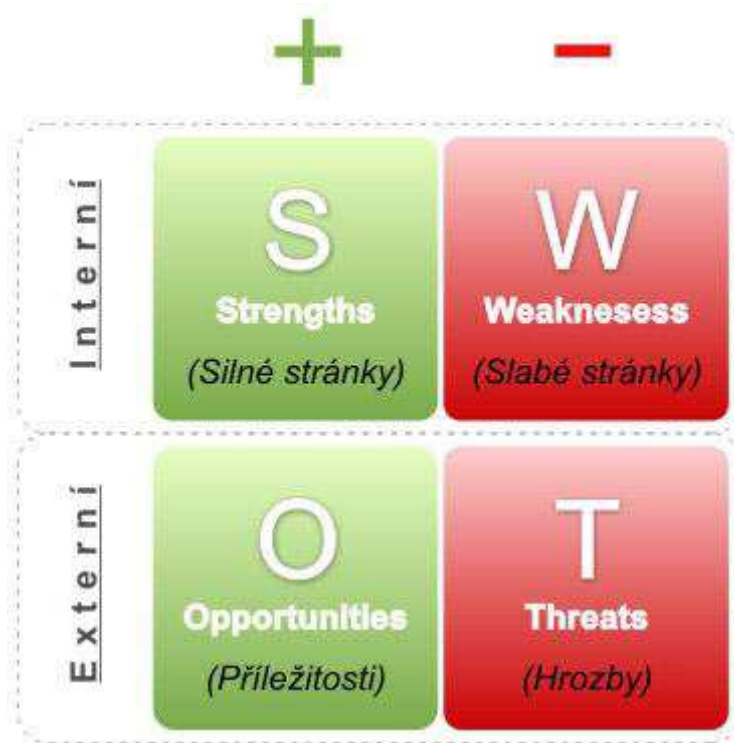 + −
Interní
S
Strengths
(Silné stránky)
W
Weaknesess
(Slabé stránky)
Externí
O
Opportunities
(Příležitosti)
T
Threats
(Hrozby)